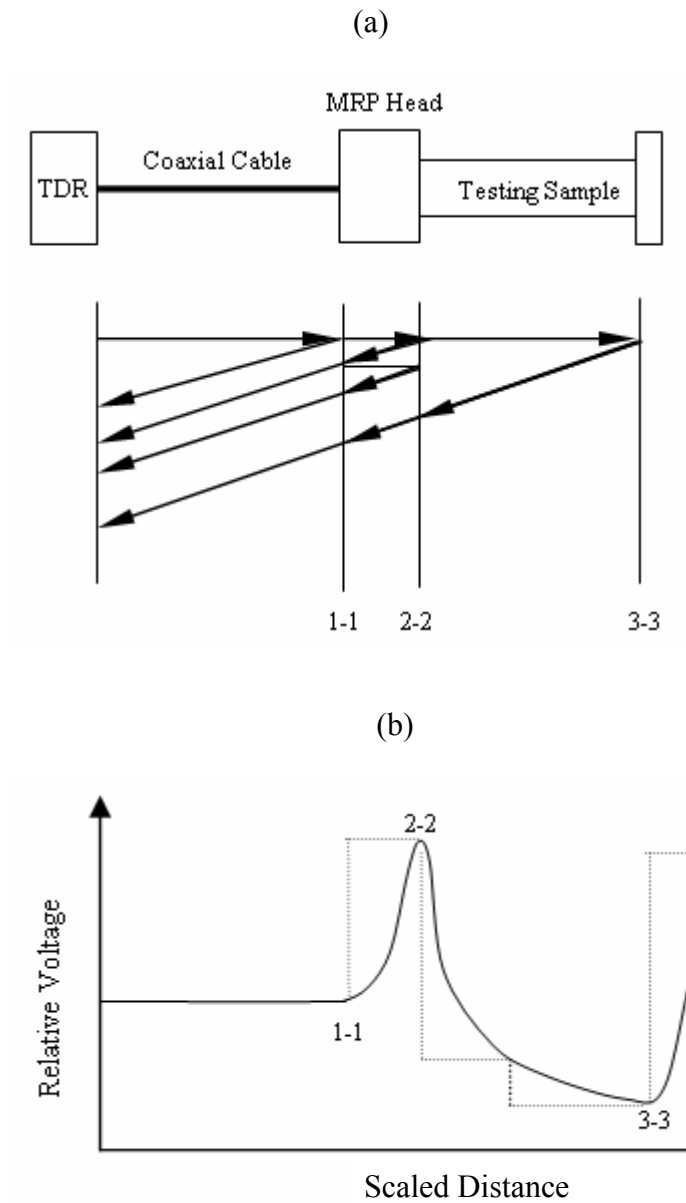 (a)
MRP Head
Coaxial Cable
TDR
Testing Sample
1-1
2-2
3-3
(b)
2-2
Relative Voltage
1-1
3-3
Scaled Distance